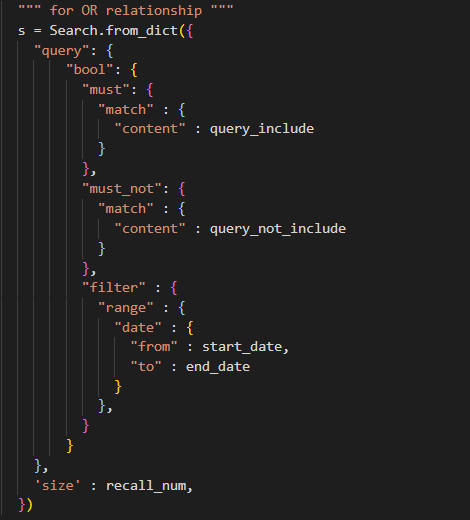 """ for OR relationship """
s = Search.from_dict({
  "query": {
      "bool": {
        "must": {
          "match" : {
            "content" : query_include
          }
        },
        "must_not": {
          "match" : {
            "content" : query_not_include
          }
        },
        "filter" : {
          "range" : {
            "date" : {
              "from" : start_date,
              "to" : end_date
            }
          },
        }
      }
  },
  'size' : recall_num,
})